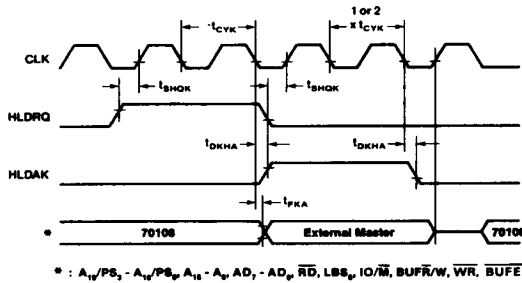 1 or 2
tCYK
x tCYK
CLK
tSHQK
tSHQK
HLDRQ
tDKHA
tDKHA
HLDAK
tFKA
*
70108
External Master
70108
* : A19/PS3 - A16/PS0, A15 - A8, AD7 - AD0, RD, LBS0, IO/M, BUFR/W, WR, BUFE